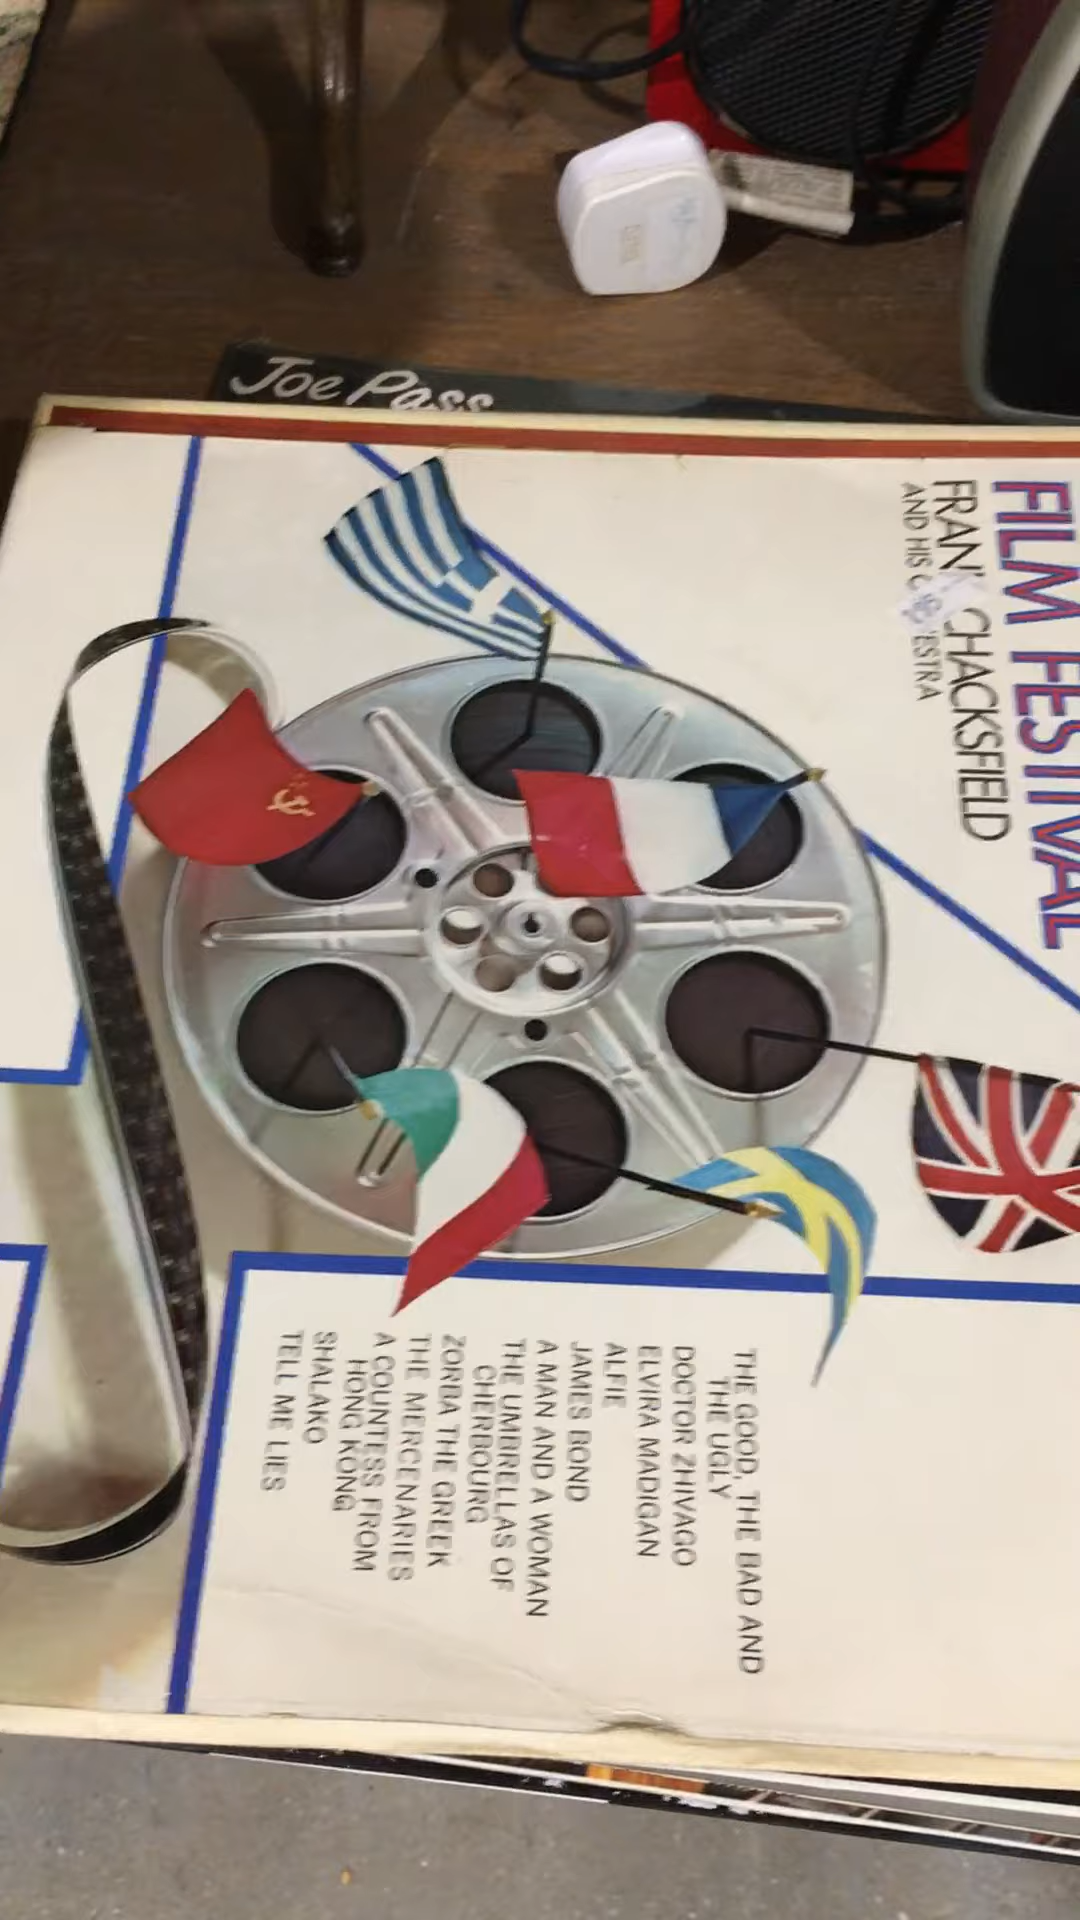 Joe Pass
FILM FESTIVAL
CHACKSFIELD
AND HIS
THE GOOD, THE BAD AND
THE UGLY
DOCTOR ZHIVAGO
ELVIRA MADIGAN
ALFIE
JAMES BOND
A MAN AND A WOMAN
THE UMBRELLAS OF
CHERBOURG
ZORBA THE GREEK
THE MERCENARIES
A COUNTESS FROM
HONG KONG
SHALAKO
TELL ME LIES